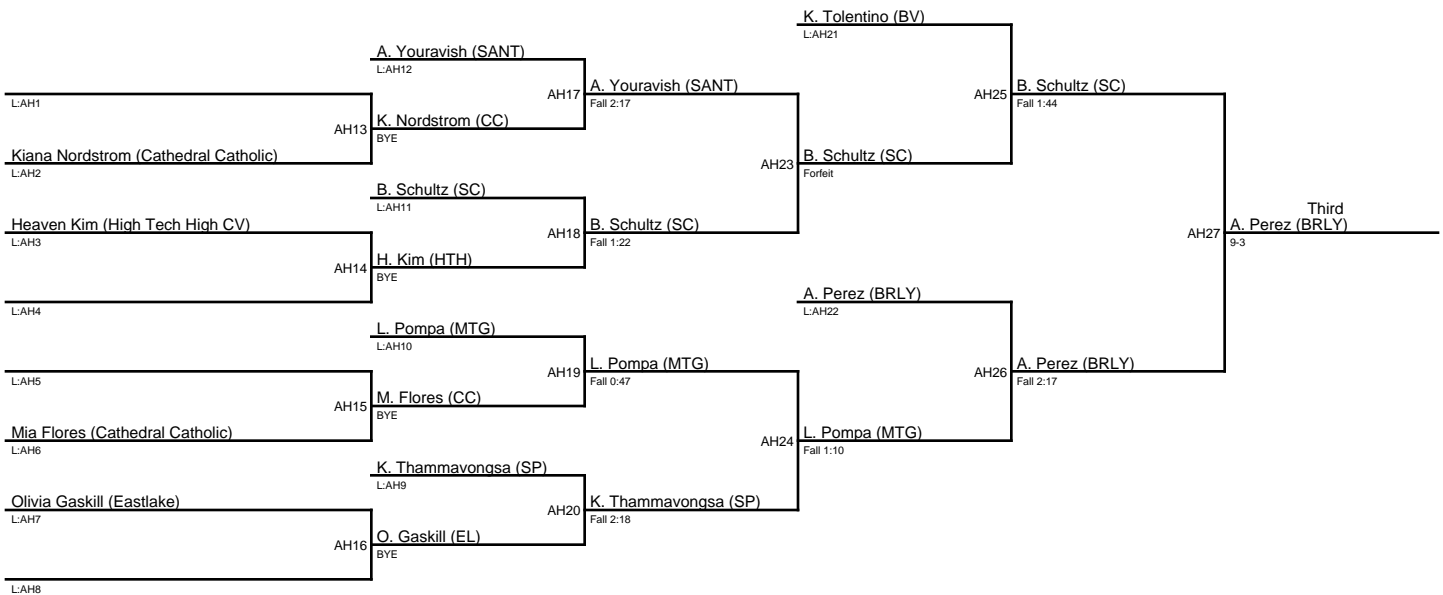 K. Tolentino (BV)
L:AH21
A. Youravish (SANT)
L:AH12
AH17
A. Youravish (SANT)
Fall 2:17
AH25
B. Schultz (SC)
Fall 1:44
L:AH1
AH13
K. Nordstrom (CC)
BYE
Kiana Nordstrom (Cathedral Catholic)
L:AH2
AH23
B. Schultz (SC)
Forfeit
B. Schultz (SC)
L:AH11
Heaven Kim (High Tech High CV)
L:AH3
AH18
B. Schultz (SC)
Fall 1:22
Third
AH27
A. Perez (BRLY)
9-3
AH14
H. Kim (HTH)
BYE
L:AH4
A. Perez (BRLY)
L:AH22
L. Pompa (MTG)
L:AH10
L:AH5
AH19
L. Pompa (MTG)
Fall 0:47
AH26
A. Perez (BRLY)
Fall 2:17
AH15
M. Flores (CC)
BYE
Mia Flores (Cathedral Catholic)
L:AH6
AH24
L. Pompa (MTG)
Fall 1:10
K. Thammavongsa (SP)
L:AH9
Olivia Gaskill (Eastlake)
L:AH7
AH20
K. Thammavongsa (SP)
Fall 2:18
AH16
O. Gaskill (EL)
BYE
L:AH8